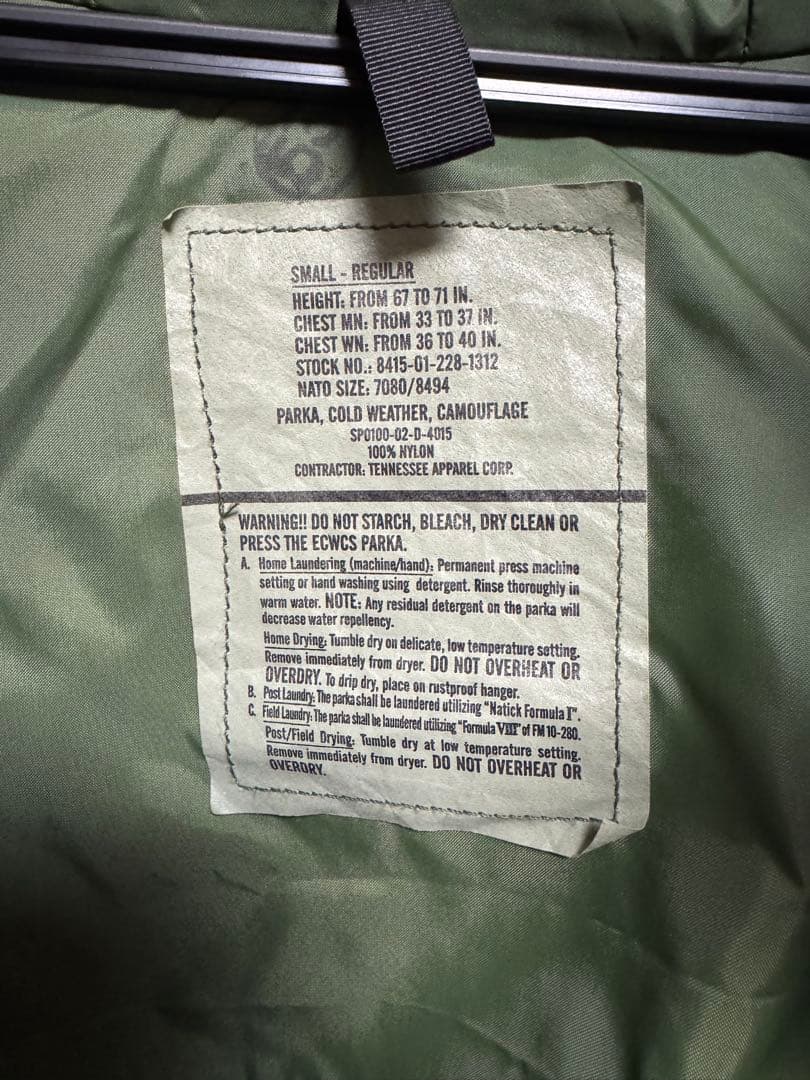 SMALL - REGULAR
HEIGHT: FROM 67 TO 71 IN.
CHEST MN: FROM 33 TO 37 IN.
CHEST WN: FROM 36 TO 40 IN.
STOCK NO.: 8415-01-228-1312
NATO SIZE: 7080/8494
PARKA, COLD WEATHER, CAMOUFLAGE
SPO100-02-D-4015
100% NYLON
CONTRACTOR: TENNESSEE APPAREL CORP.
WARNING!! DO NOT STARCH, BLEACH, DRY CLEAN OR
PRESS THE ECWCS PARKA.
A. Home Laundering (machine/hand): Permanent press machine
setting or hand washing using detergent. Rinse thoroughly in
warm water. NOTE: Any residual detergent on the parka will
decrease water repellency.
Home Drying: Tumble dry on delicate, low temperature setting.
Remove immediately from dryer. DO NOT OVERHEAT OR
OVERDRY. To drip dry, place on rustproof hanger.
B. Post Laundry: The parka shall be laundered utilizing "Natick Formula I".
C. Field Laundry: The parka shall be laundered utilizing "Formula VIII" of FM 10-280.
Post/Field Drying: Tumble dry at low temperature setting.
Remove immediately from dryer. DO NOT OVERHEAT OR
OVERDRY.